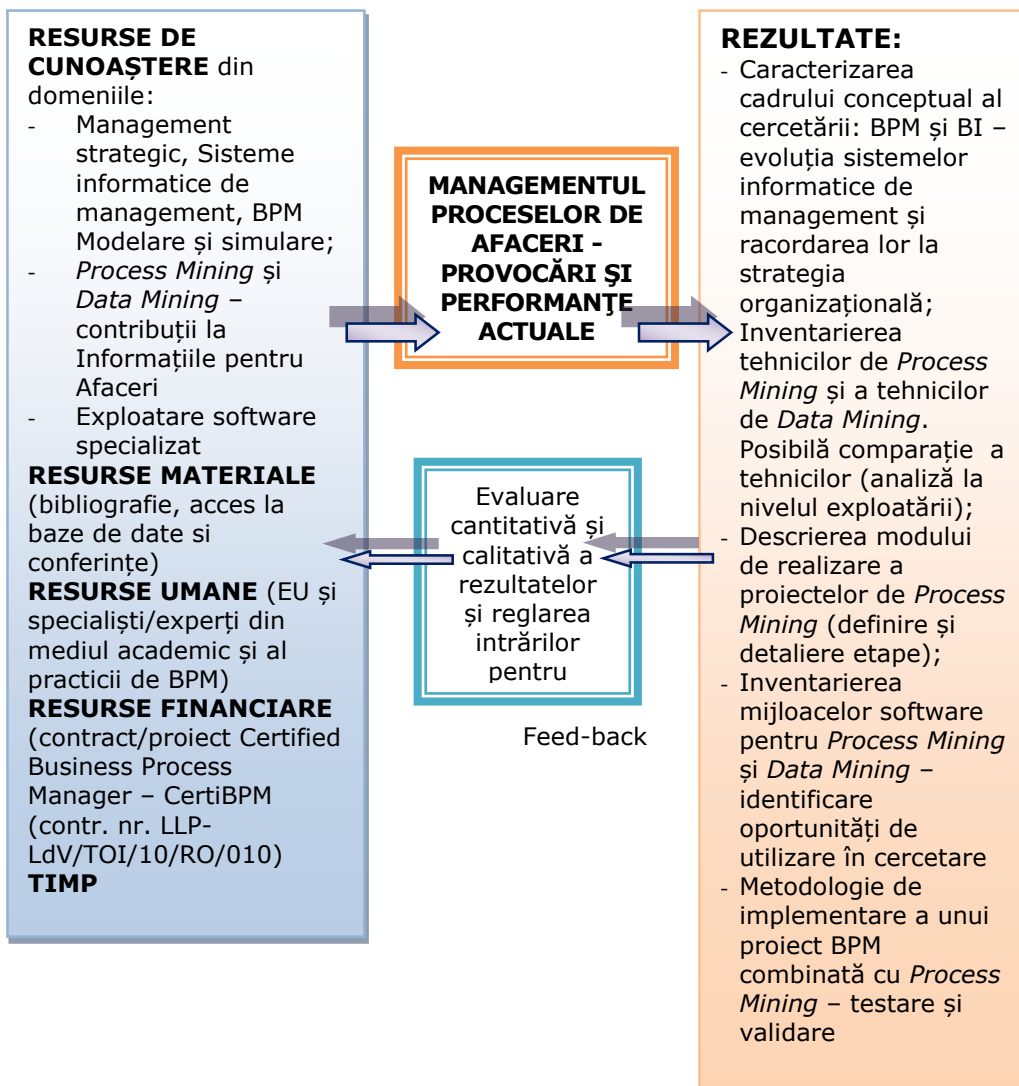 RESURSE DE
CUNOAȘTERE din
domeniile:
- Management
strategic, Sisteme
informatice de
management, BPM
Modelare și simulare;
- Process Mining și
Data Mining –
contribuții la
Informațiile pentru
Afaceri
- Exploatare software
specializat
RESURSE MATERIALE
(bibliografie, acces la
baze de date si
conferințe)
RESURSE UMANE (EU și
specialiști/experți din
mediul academic și al
practicii de BPM)
RESURSE FINANCIARE
(contract/proiect Certified
Business Process
Manager – CertiBPM
(contr. nr. LLP-
LdV/TOI/10/RO/010)
TIMP
MANAGEMENTUL
PROCESELOR DE
AFACERI -
PROVOCĂRI ŞI
PERFORMANŢE
ACTUALE
Evaluare
cantitativă și
calitativă a
rezultatelor
și reglarea
intrărilor
pentru
Feed-back
REZULTATE:
- Caracterizarea
cadrului conceptual al
cercetării: BPM și BI –
evoluția sistemelor
informatice de
management și
racordarea lor la
strategia
organizațională;
- Inventarierea
tehnicilor de Process
Mining și a tehnicilor
de Data Mining.
Posibilă comparație a
tehnicilor (analiză la
nivelul exploatării);
- Descrierea modului
de realizare a
proiectelor de Process
Mining (definire și
detaliere etape);
- Inventarierea
mijloacelor software
pentru Process Mining
și Data Mining –
identificare
oportunități de
utilizare în cercetare
- Metodologie de
implementare a unui
proiect BPM
combinată cu Process
Mining – testare și
validare